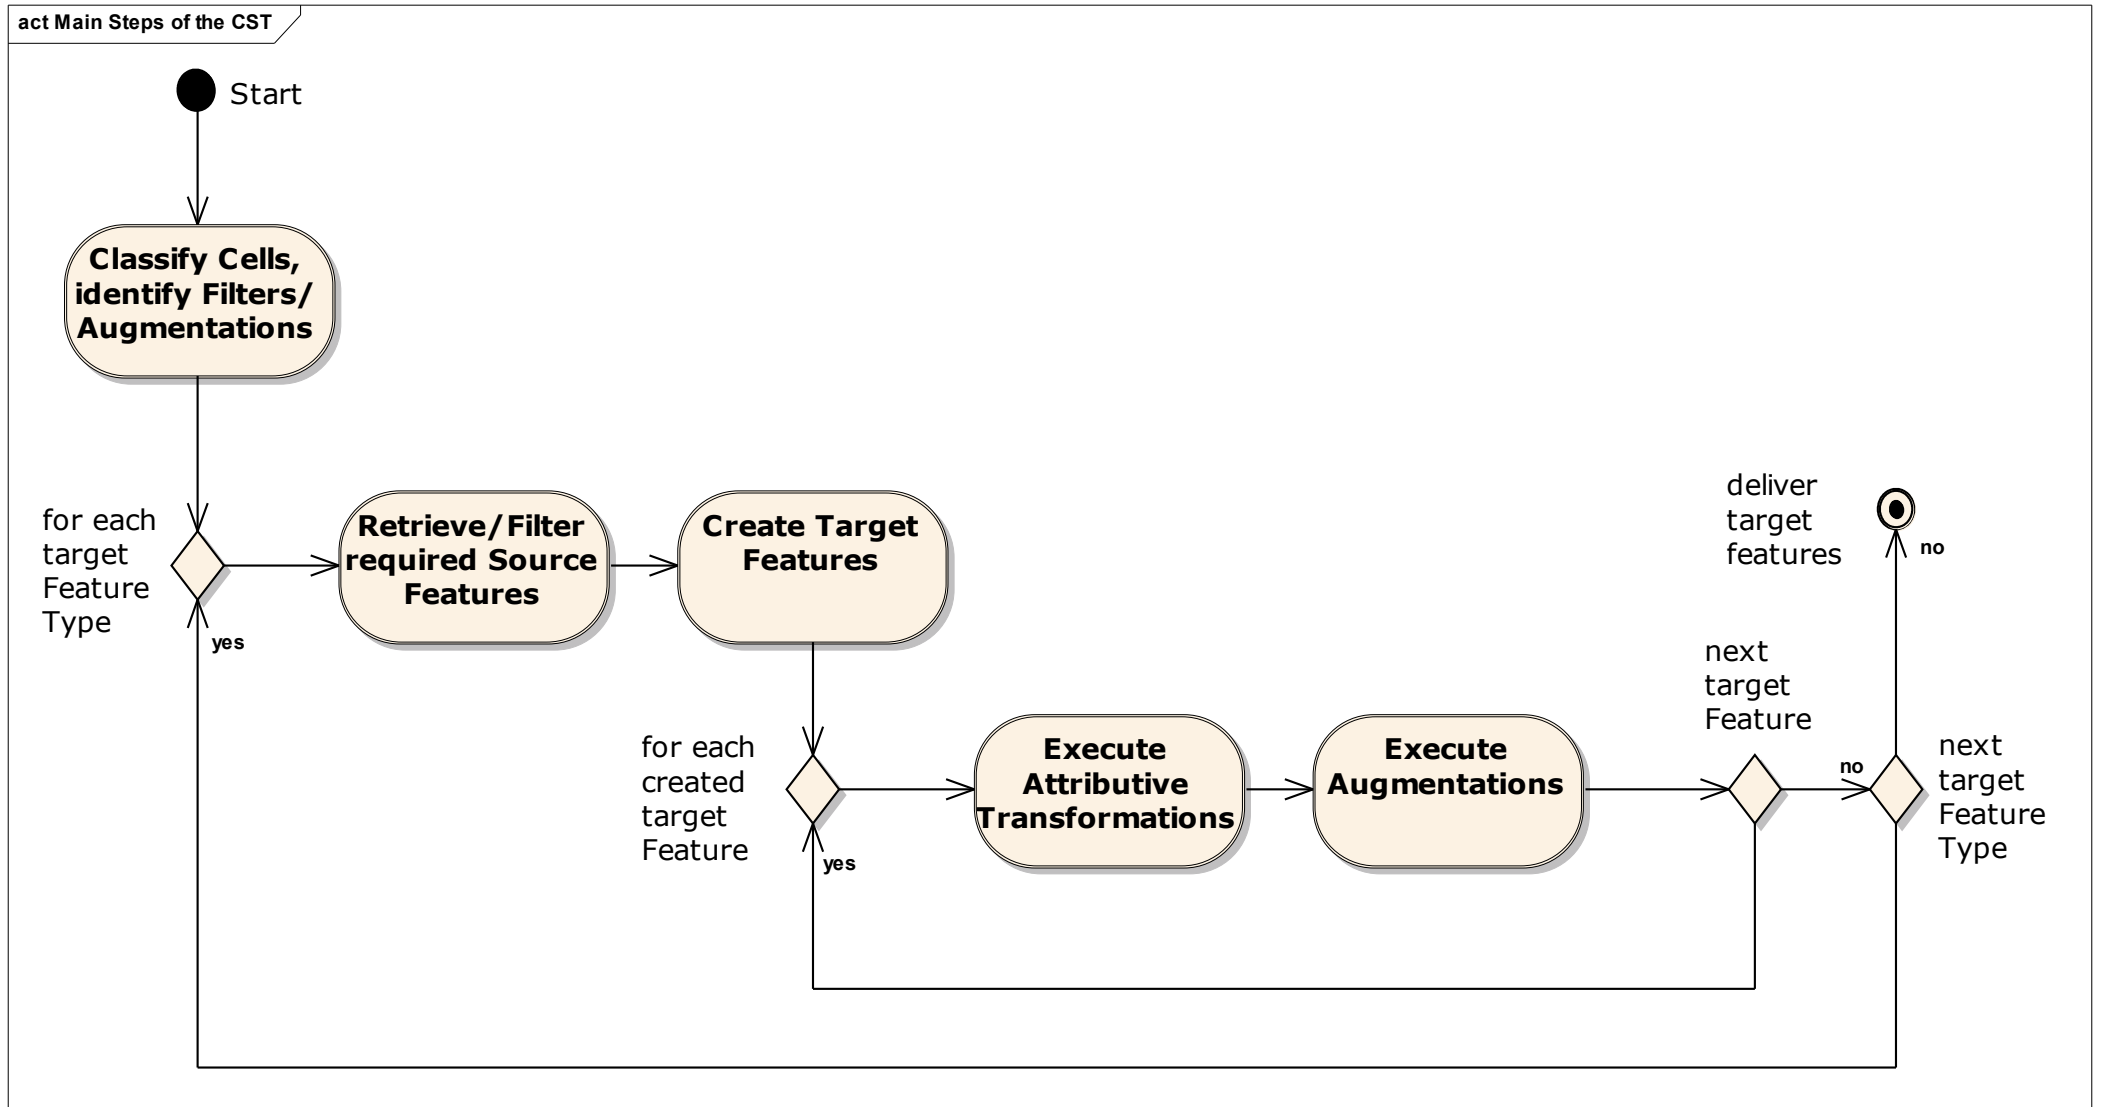 act Main Steps of the CST
Start
Classify Cells,
identify Filters/
Augmentations
for each
target
Feature
Type
yes
Retrieve/Filter
required Source
Features
Create Target
Features
deliver
target
features
no
for each
created
target
Feature
yes
Execute
Attributive
Transformations
Execute
Augmentations
next
target
Feature
no
next
target
Feature
Type